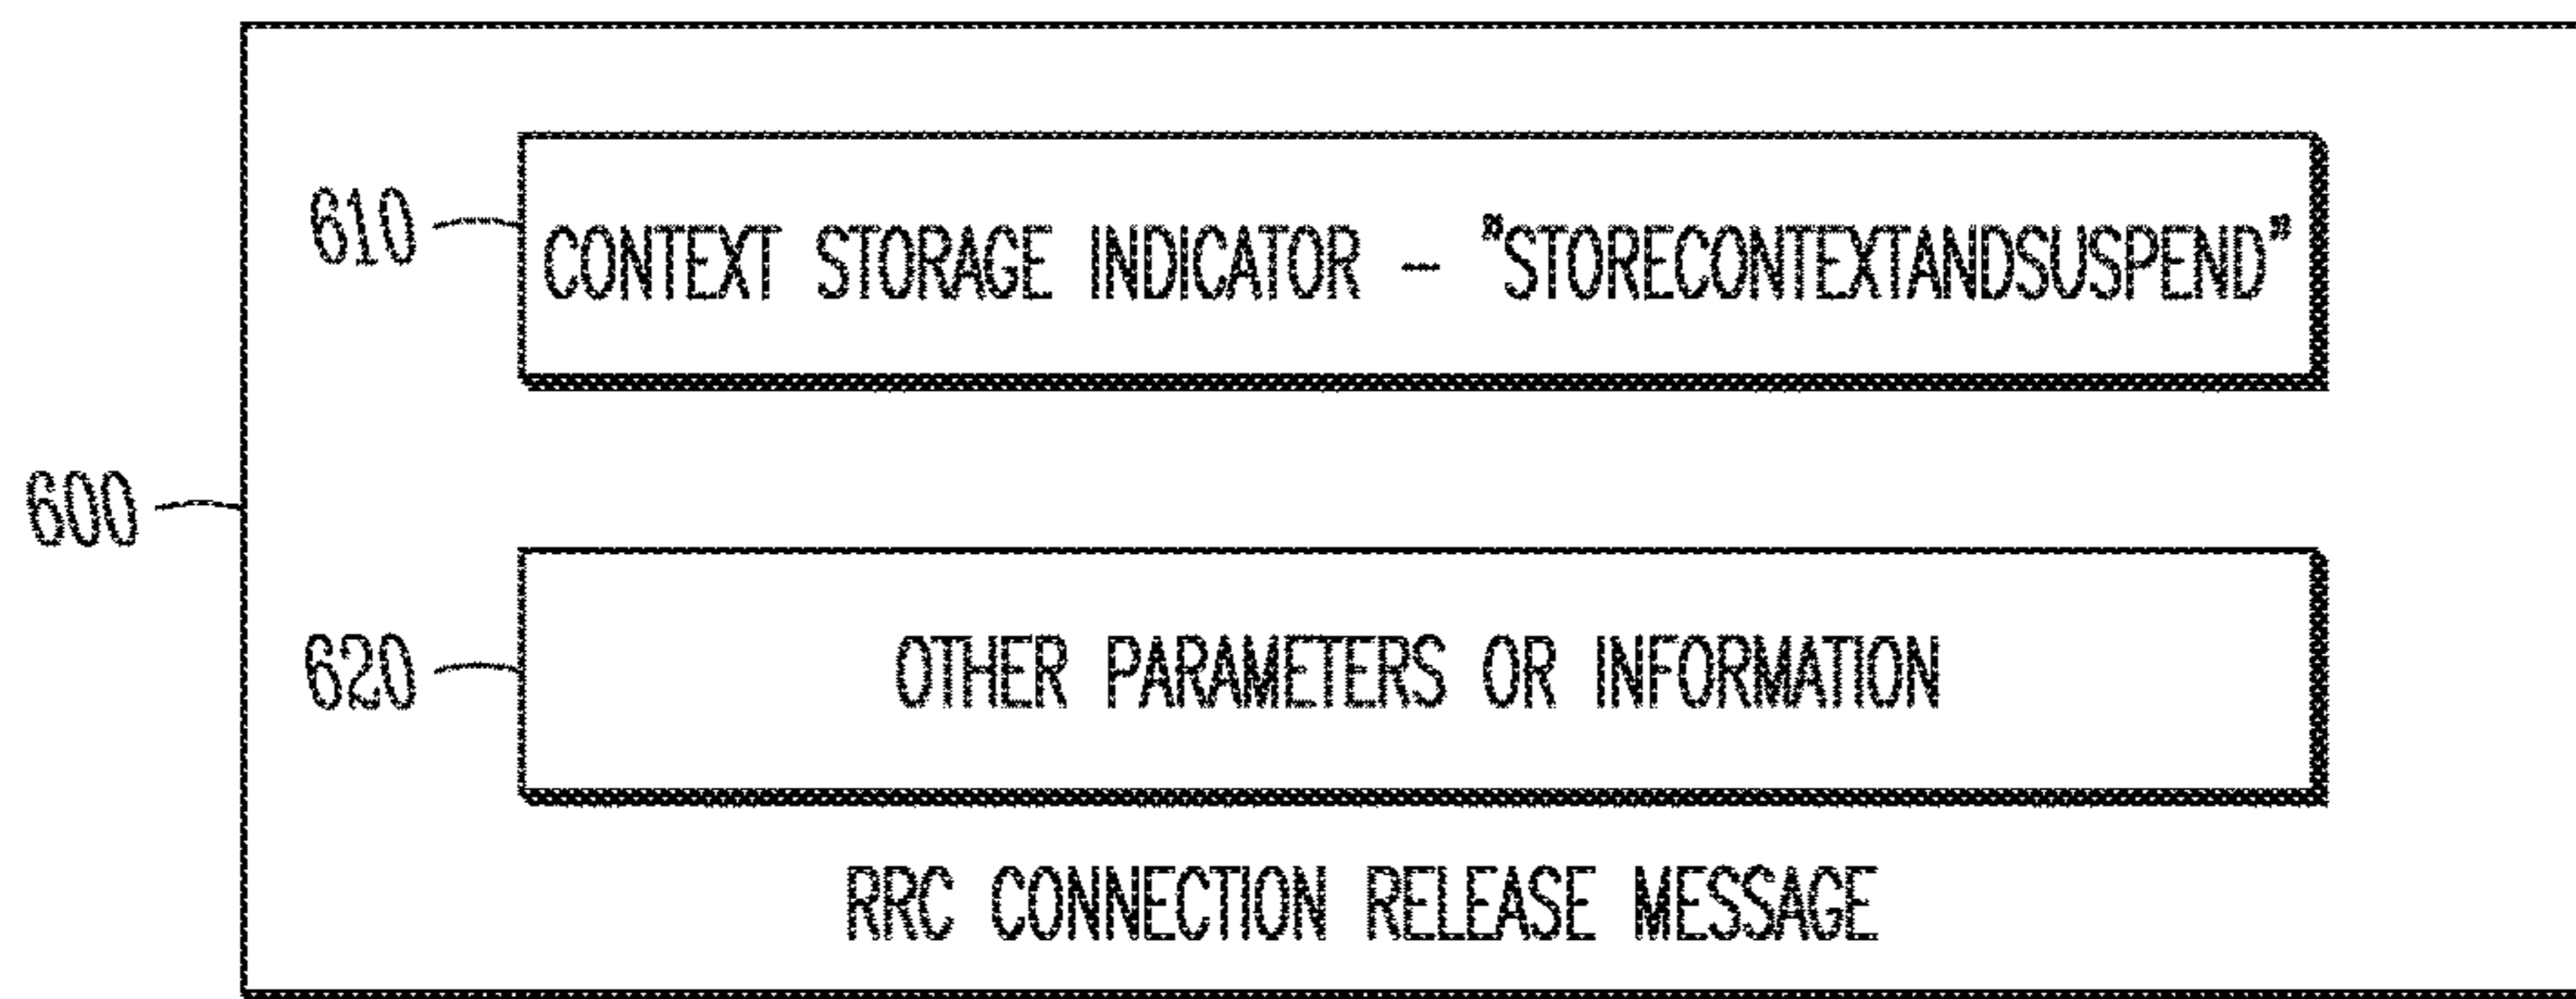 610
CONTEXT STORAGE INDICATOR - "STORECONTEXTANDSUSPEND"
600
620
OTHER PARAMETERS OR INFORMATION
RRC CONNECTION RELEASE MESSAGE